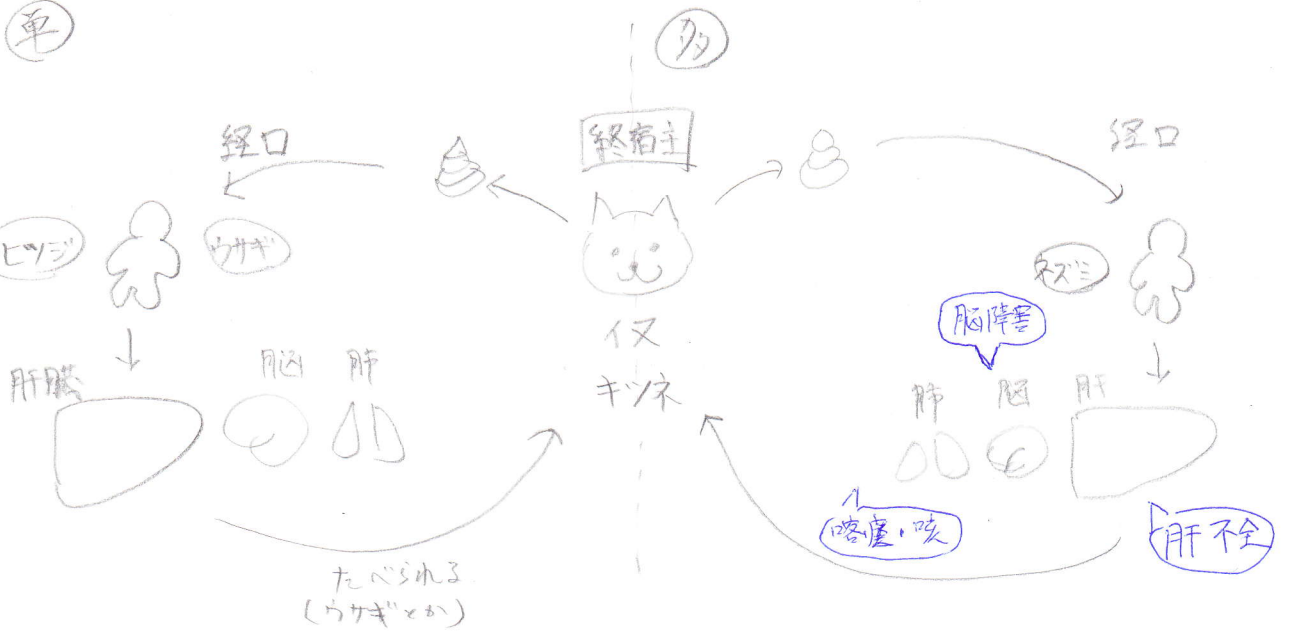 単
多
終宿主
経口
経口
ヒツジ
ウサギ
ネズミ
イヌ
キツネ
脳障害
肝臓
脳
肺
肺
脳
肝
喀痰・咳
肝不全
たべられる
(ウサギとか)